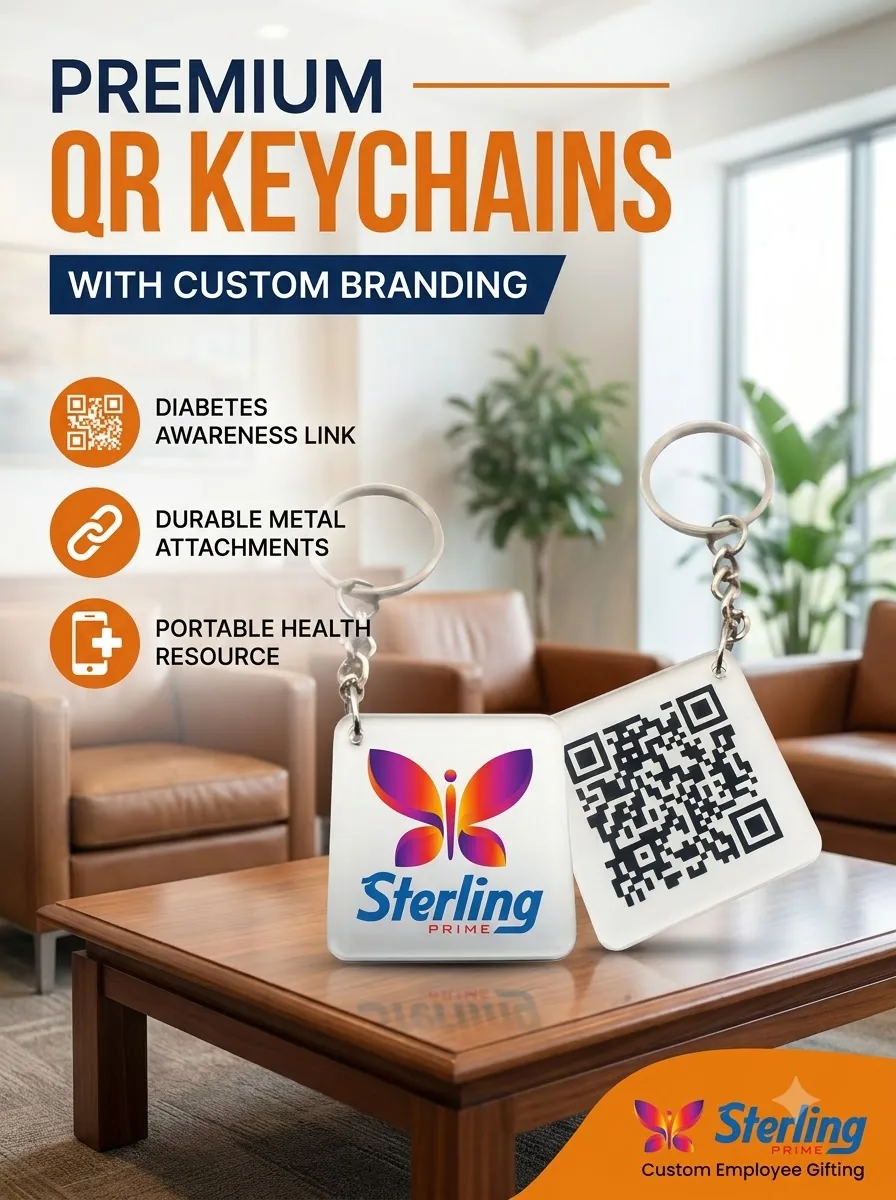 PREMIUM
QR KEYCHAINS
WITH CUSTOM BRANDING
DIABETES
AWARENESS LINK
DURABLE METAL
ATTACHMENTS
PORTABLE HEALTH
RESOURCE
Sterling
PRIME
Sterling
PRIME
Custom Employee Gifting